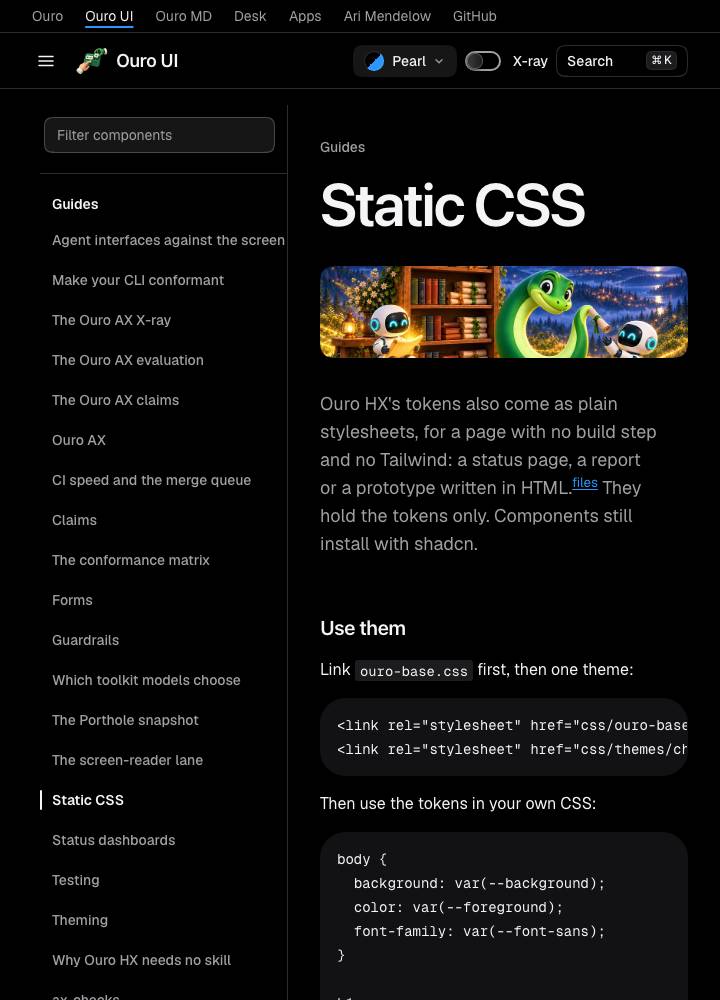 Ouro Ouro UI Ouro MD Desk Apps Ari Mendelow GitHub
Ouro UI
Pearl
X-ray
Search ⌘ K
Filter components
Guides
Agent interfaces against the screen
Make your CLI conformant
The Ouro AX X-ray
The Ouro AX evaluation
The Ouro AX claims
Ouro AX
CI speed and the merge queue
Claims
The conformance matrix
Forms
Guardrails
Which toolkit models choose
The Porthole snapshot
The screen-reader lane
Static CSS
Status dashboards
Testing
Theming
Why Ouro HX needs no skill
Guides
Static CSS
Ouro HX's tokens also come as plain
stylesheets, for a page with no build step
and no Tailwind: a status page, a report
or a prototype written in HTML.files They
hold the tokens only. Components still
install with shadcn.
Use them
Link ouro-base.css first, then one theme:
<link rel="stylesheet" href="css/ouro-base
<link rel="stylesheet" href="css/themes/ch
Then use the tokens in your own CSS:
body {
  background: var(--background);
  color: var(--foreground);
  font-family: var(--font-sans);
}